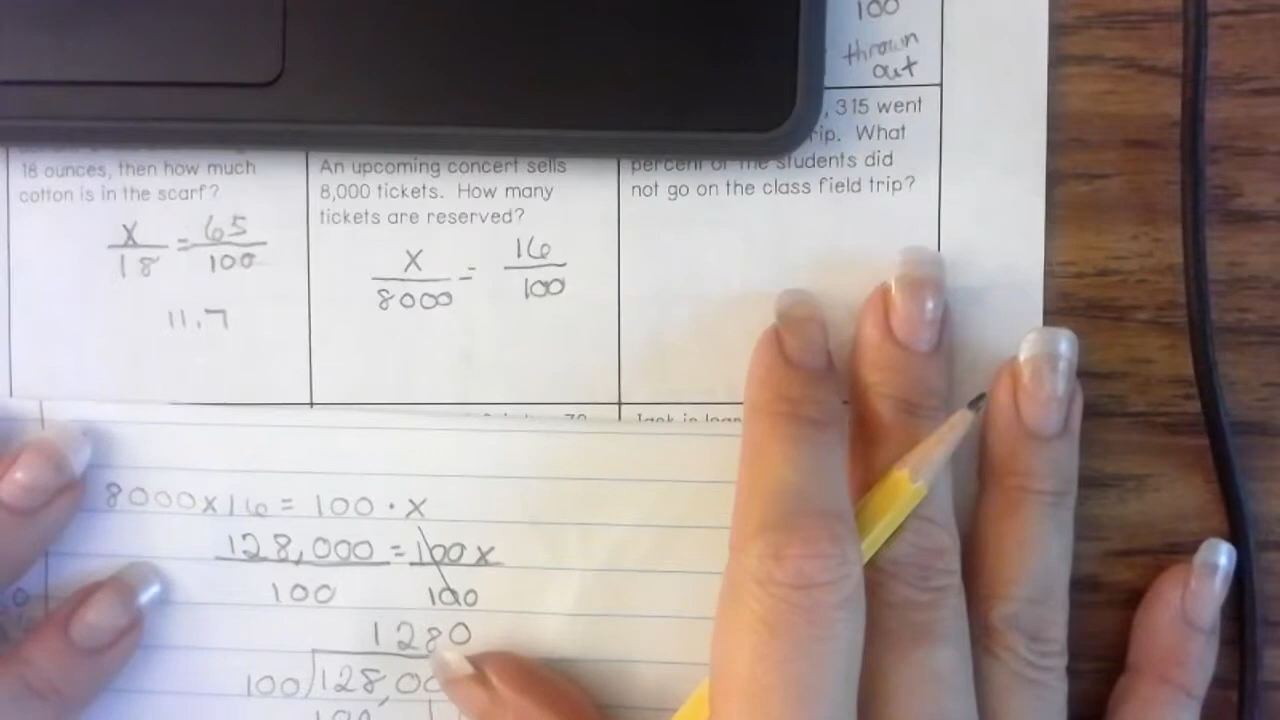 100
thrown
out
, 315 went
rip. What
percent of the students did
not go on the class field trip?
18 ounces, then how much
cotton is in the scarf?
x/18 = 65/100
11.7
An upcoming concert sells
8,000 tickets. How many
tickets are reserved?
x/8000 = 16/100
8000x16 = 100 · x
128,000 = 100x
100 100
1280
100 128,00